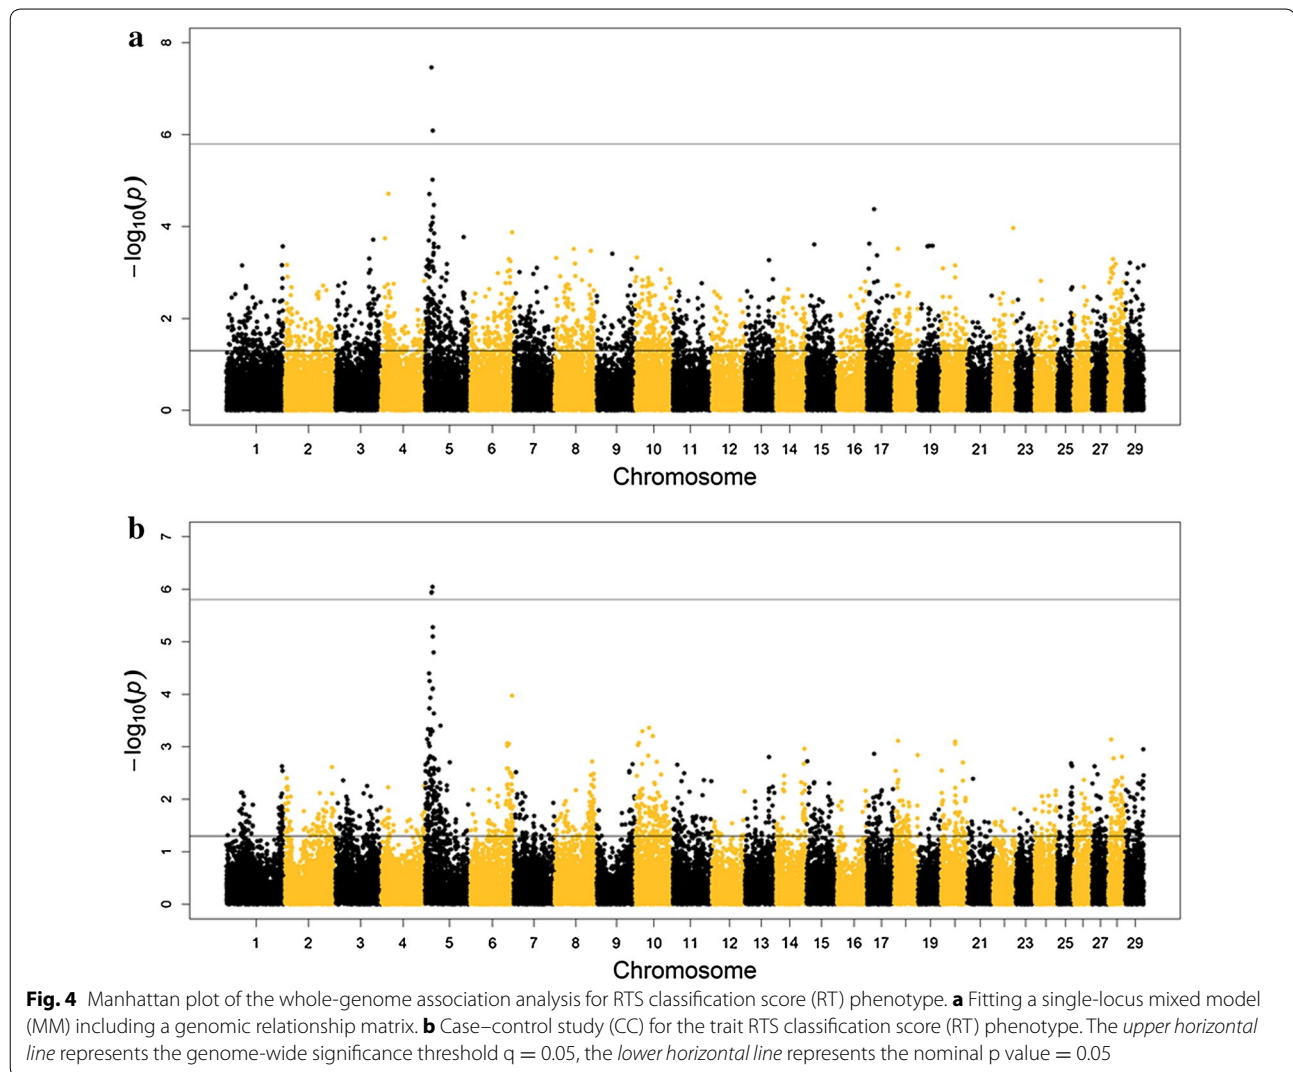 a
8
6
4
2
0
−log10(p)
1 2 3 4 5 6 7 8 9 10 11 12 13 14 15 16 17 19 21 23 25 27 29
Chromosome
b
7
6
5
4
3
2
1
0
−log10(p)
1 2 3 4 5 6 7 8 9 10 11 12 13 14 15 16 17 19 21 23 25 27 29
Chromosome
Fig. 4 Manhattan plot of the whole-genome association analysis for RTS classification score (RT) phenotype. a Fitting a single-locus mixed model
(MM) including a genomic relationship matrix. b Case–control study (CC) for the trait RTS classification score (RT) phenotype. The upper horizontal
line represents the genome-wide significance threshold q = 0.05, the lower horizontal line represents the nominal p value = 0.05